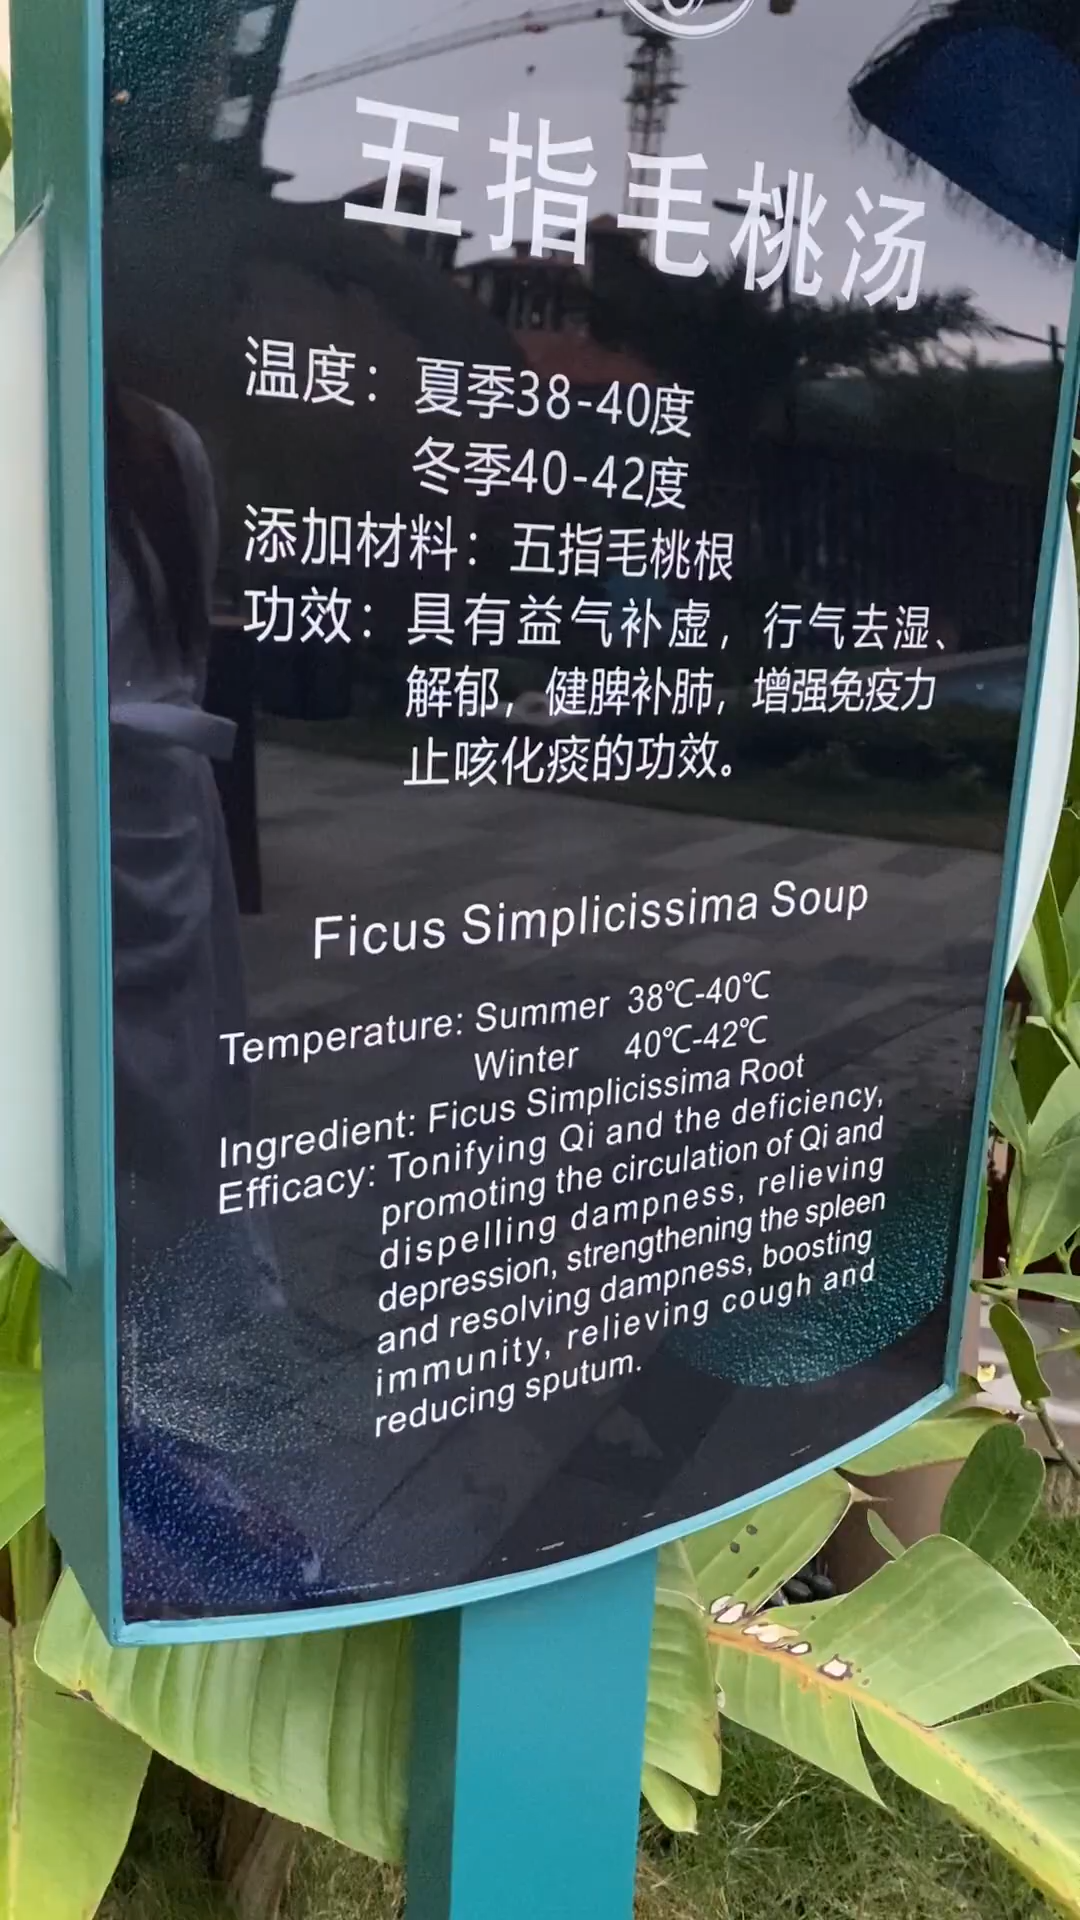 五指毛桃汤
温度：夏季38-40度
冬季40-42度
添加材料：五指毛桃根
功效：具有益气补虚，行气去湿、
解郁，健脾补肺，增强免疫力
止咳化痰的功效。
Ficus Simplicissima Soup
Temperature: Summer 38℃-40℃
Winter 40℃-42℃
Ingredient: Ficus Simplicissima Root
Efficacy: Tonifying Qi and the deficiency,
promoting the circulation of Qi and
dispelling dampness, relieving
depression, strengthening the spleen
and resolving dampness, boosting
immunity, relieving cough and
reducing sputum.